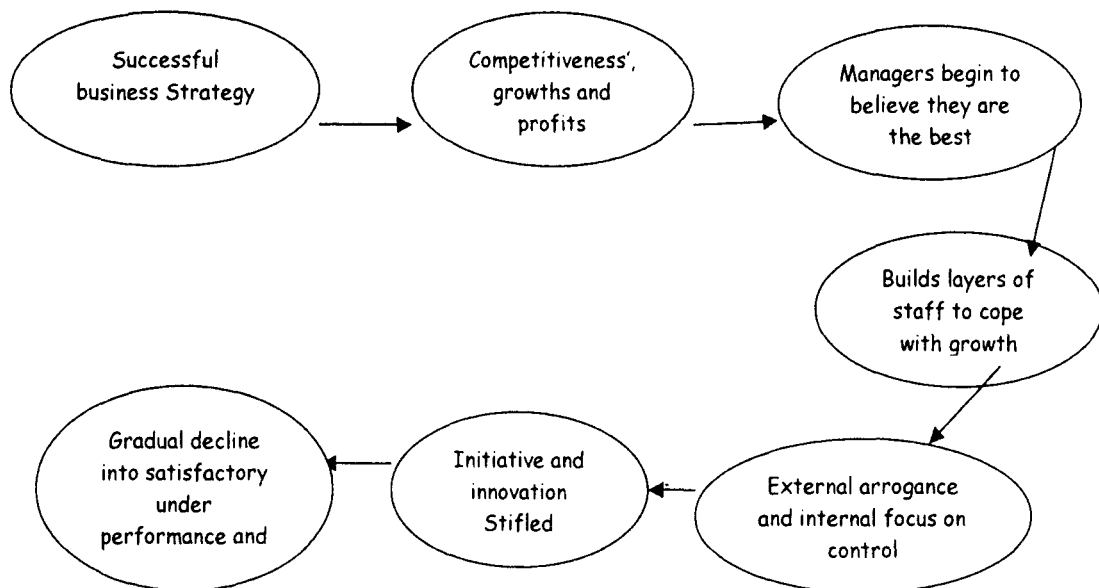 Successful
business Strategy
Competitiveness',
growths and
profits
Managers begin to
believe they are
the best
Builds layers of
staff to cope
with growth
External arrogance
and internal focus on
control
Initiative and
innovation
Stifled
Gradual decline
into satisfactory
under
performance and